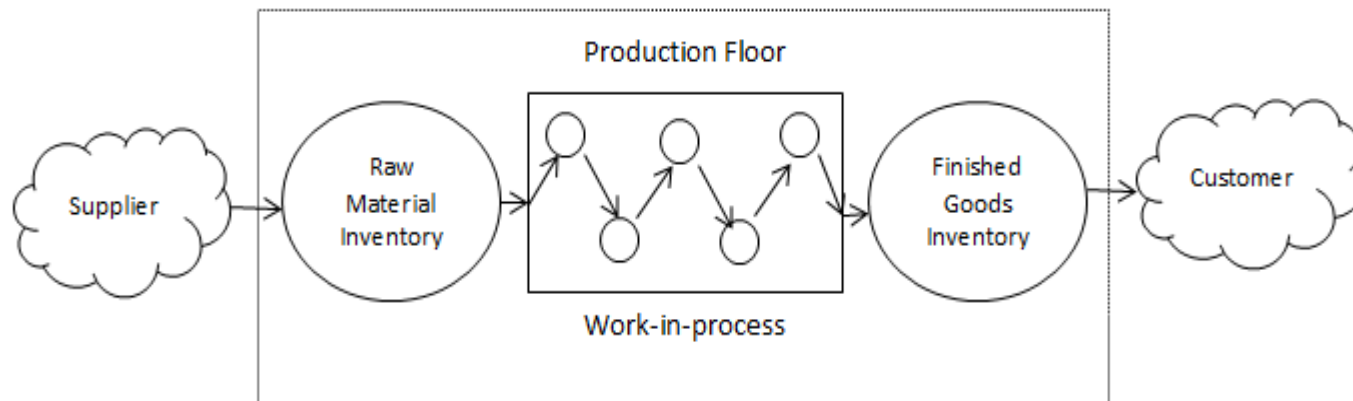 Production Floor
Supplier
Raw
Material
Inventory
Finished
Goods
Inventory
Customer
Work-in-process